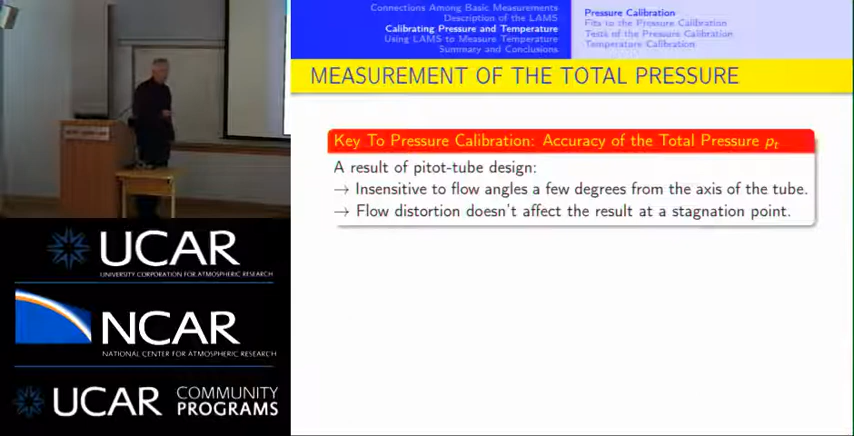 Connections Among Basic Measurements
Description of the LAMS
Calibrating Pressure and Temperature
Using LAMS to Measure Temperature
Summary and Conclusions
Pressure Calibration
Fits to the Pressure Calibration
Tests of the Pressure Calibration
Temperature Calibration
MEASUREMENT OF THE TOTAL PRESSURE
Key To Pressure Calibration: Accuracy of the Total Pressure pt
A result of pitot-tube design:
→ Insensitive to flow angles a few degrees from the axis of the tube.
→ Flow distortion doesn't affect the result at a stagnation point.
UCAR
UNIVERSITY CORPORATION FOR ATMOSPHERIC RESEARCH
NCAR
NATIONAL CENTER FOR ATMOSPHERIC RESEARCH
UCAR COMMUNITY
PROGRAMS